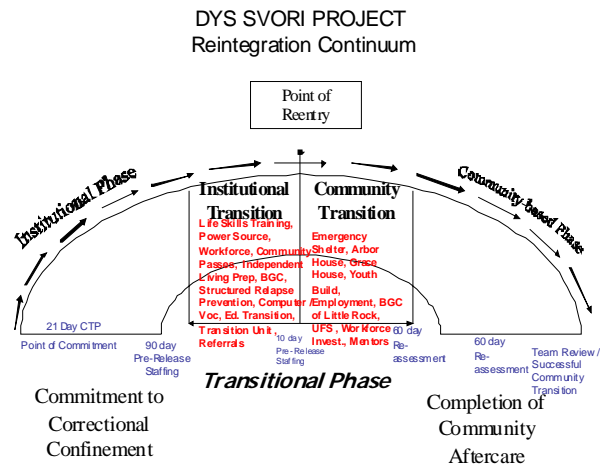 DYS SVORI PROJECT
Reintegration Continuum
Point of
Reentry
Institutional Phase
Community-based Phase
Institutional
Transition
Life Skills Training,
Power Source,
Workforce, Community
Passes, Independent
Living Prep, BGC,
Structured Relapse
Prevention, Computer /
Voc, Ed. Transition,
Transition Unit,
Referrals
Community
Transition
Emergency
Shelter, Arbor
House, Grace
House, Youth
Build,
Employment, BGC
of Little Rock,
UFS, Workforce
Invest., Mentors
21 Day CTP
Point of Commitment
90 day
Pre-Release
Staffing
10 day
Pre-Release
Staffing
60 day
Re-
assessment
60 day
Re-
assessment
Team Review /
Successful
Community
Transition
Transitional Phase
Commitment to
Correctional
Confinement
Completion of
Community
Aftercare